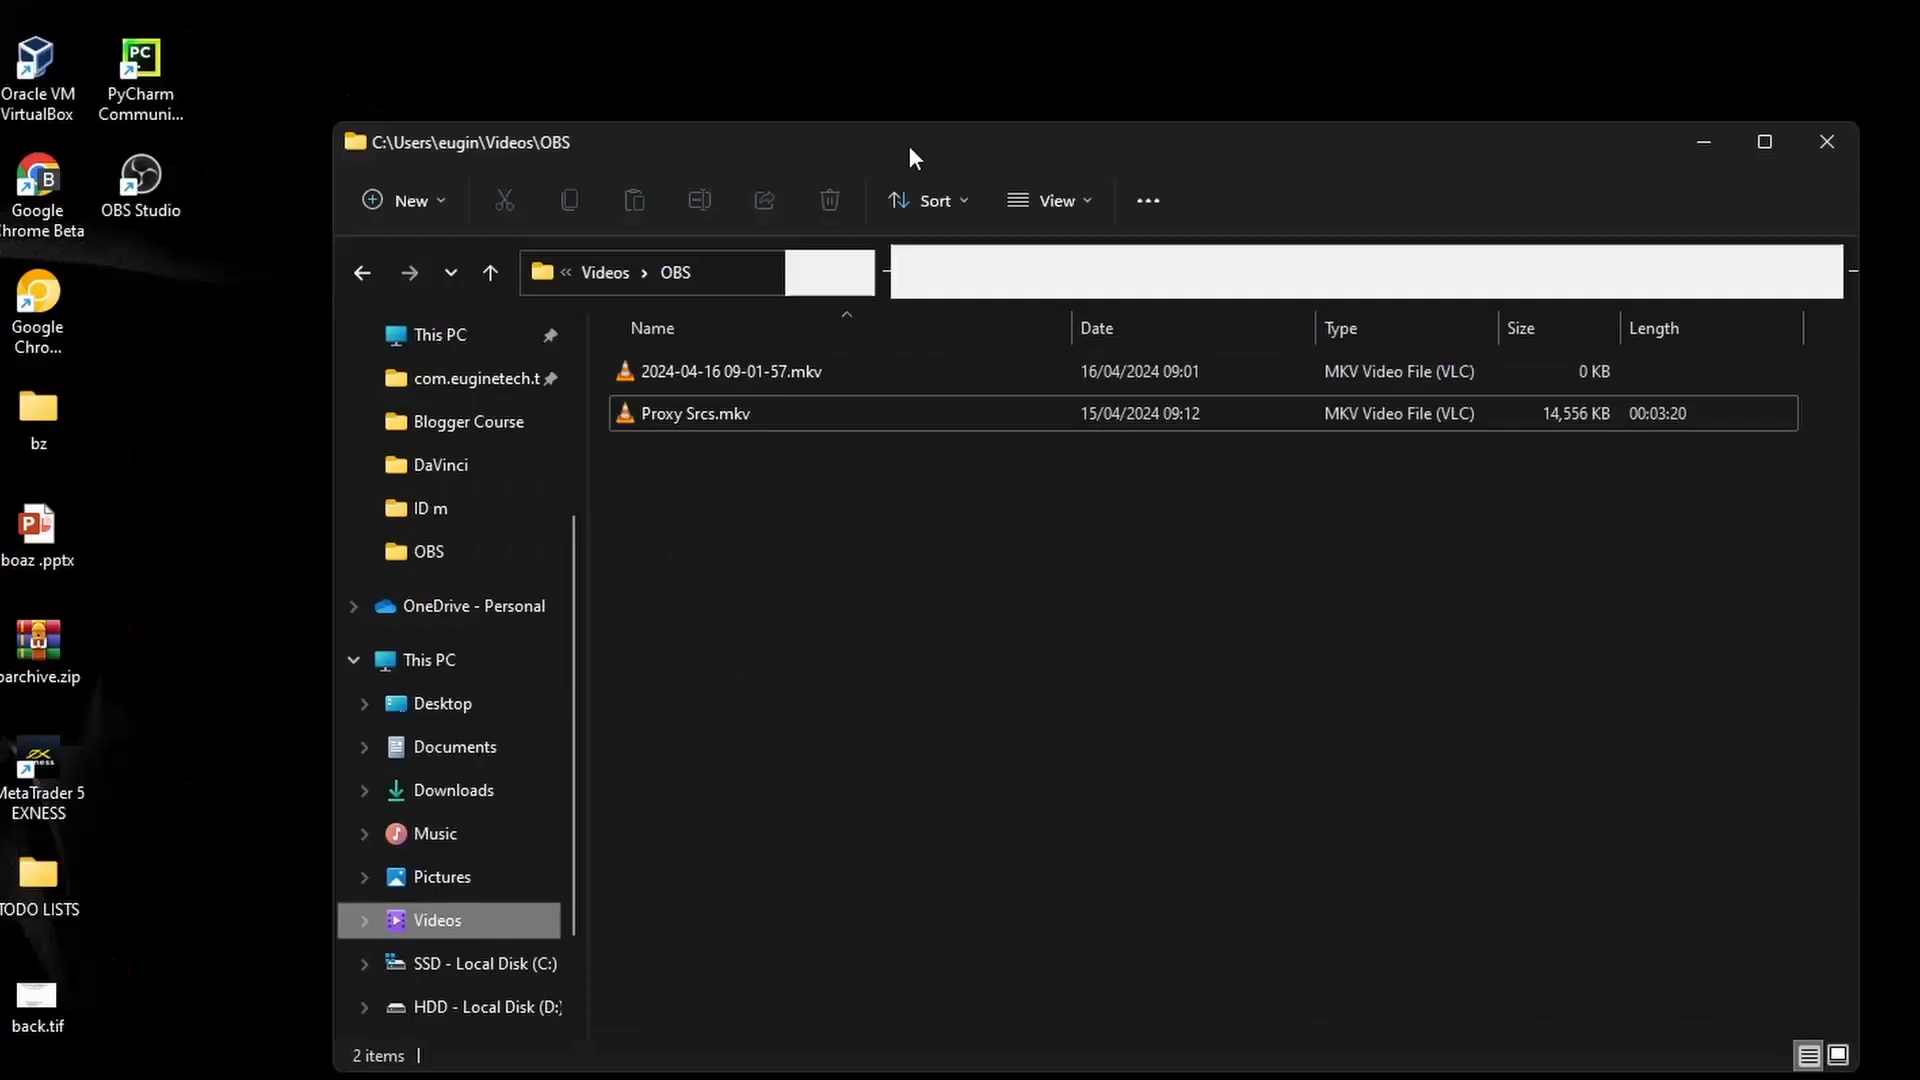 Oracle VM
VirtualBox
PyCharm
Communi...
Google
Chrome Beta
OBS Studio
Google
Chro...
bz
boaz .pptx
parchive.zip
MetaTrader 5
EXNESS
TODO LISTS
back.tif
C:\Users\eugin\Videos\OBS
New
Sort
View
« Videos › OBS
This PC
com.euginetech.t
Blogger Course
DaVinci
ID m
OBS
OneDrive - Personal
This PC
Desktop
Documents
Downloads
Music
Pictures
Videos
SSD - Local Disk (C:)
HDD - Local Disk (D:)
Name Date Type Size Length
2024-04-16 09-01-57.mkv 16/04/2024 09:01 MKV Video File (VLC) 0 KB
Proxy Srcs.mkv 15/04/2024 09:12 MKV Video File (VLC) 14,556 KB 00:03:20
2 items